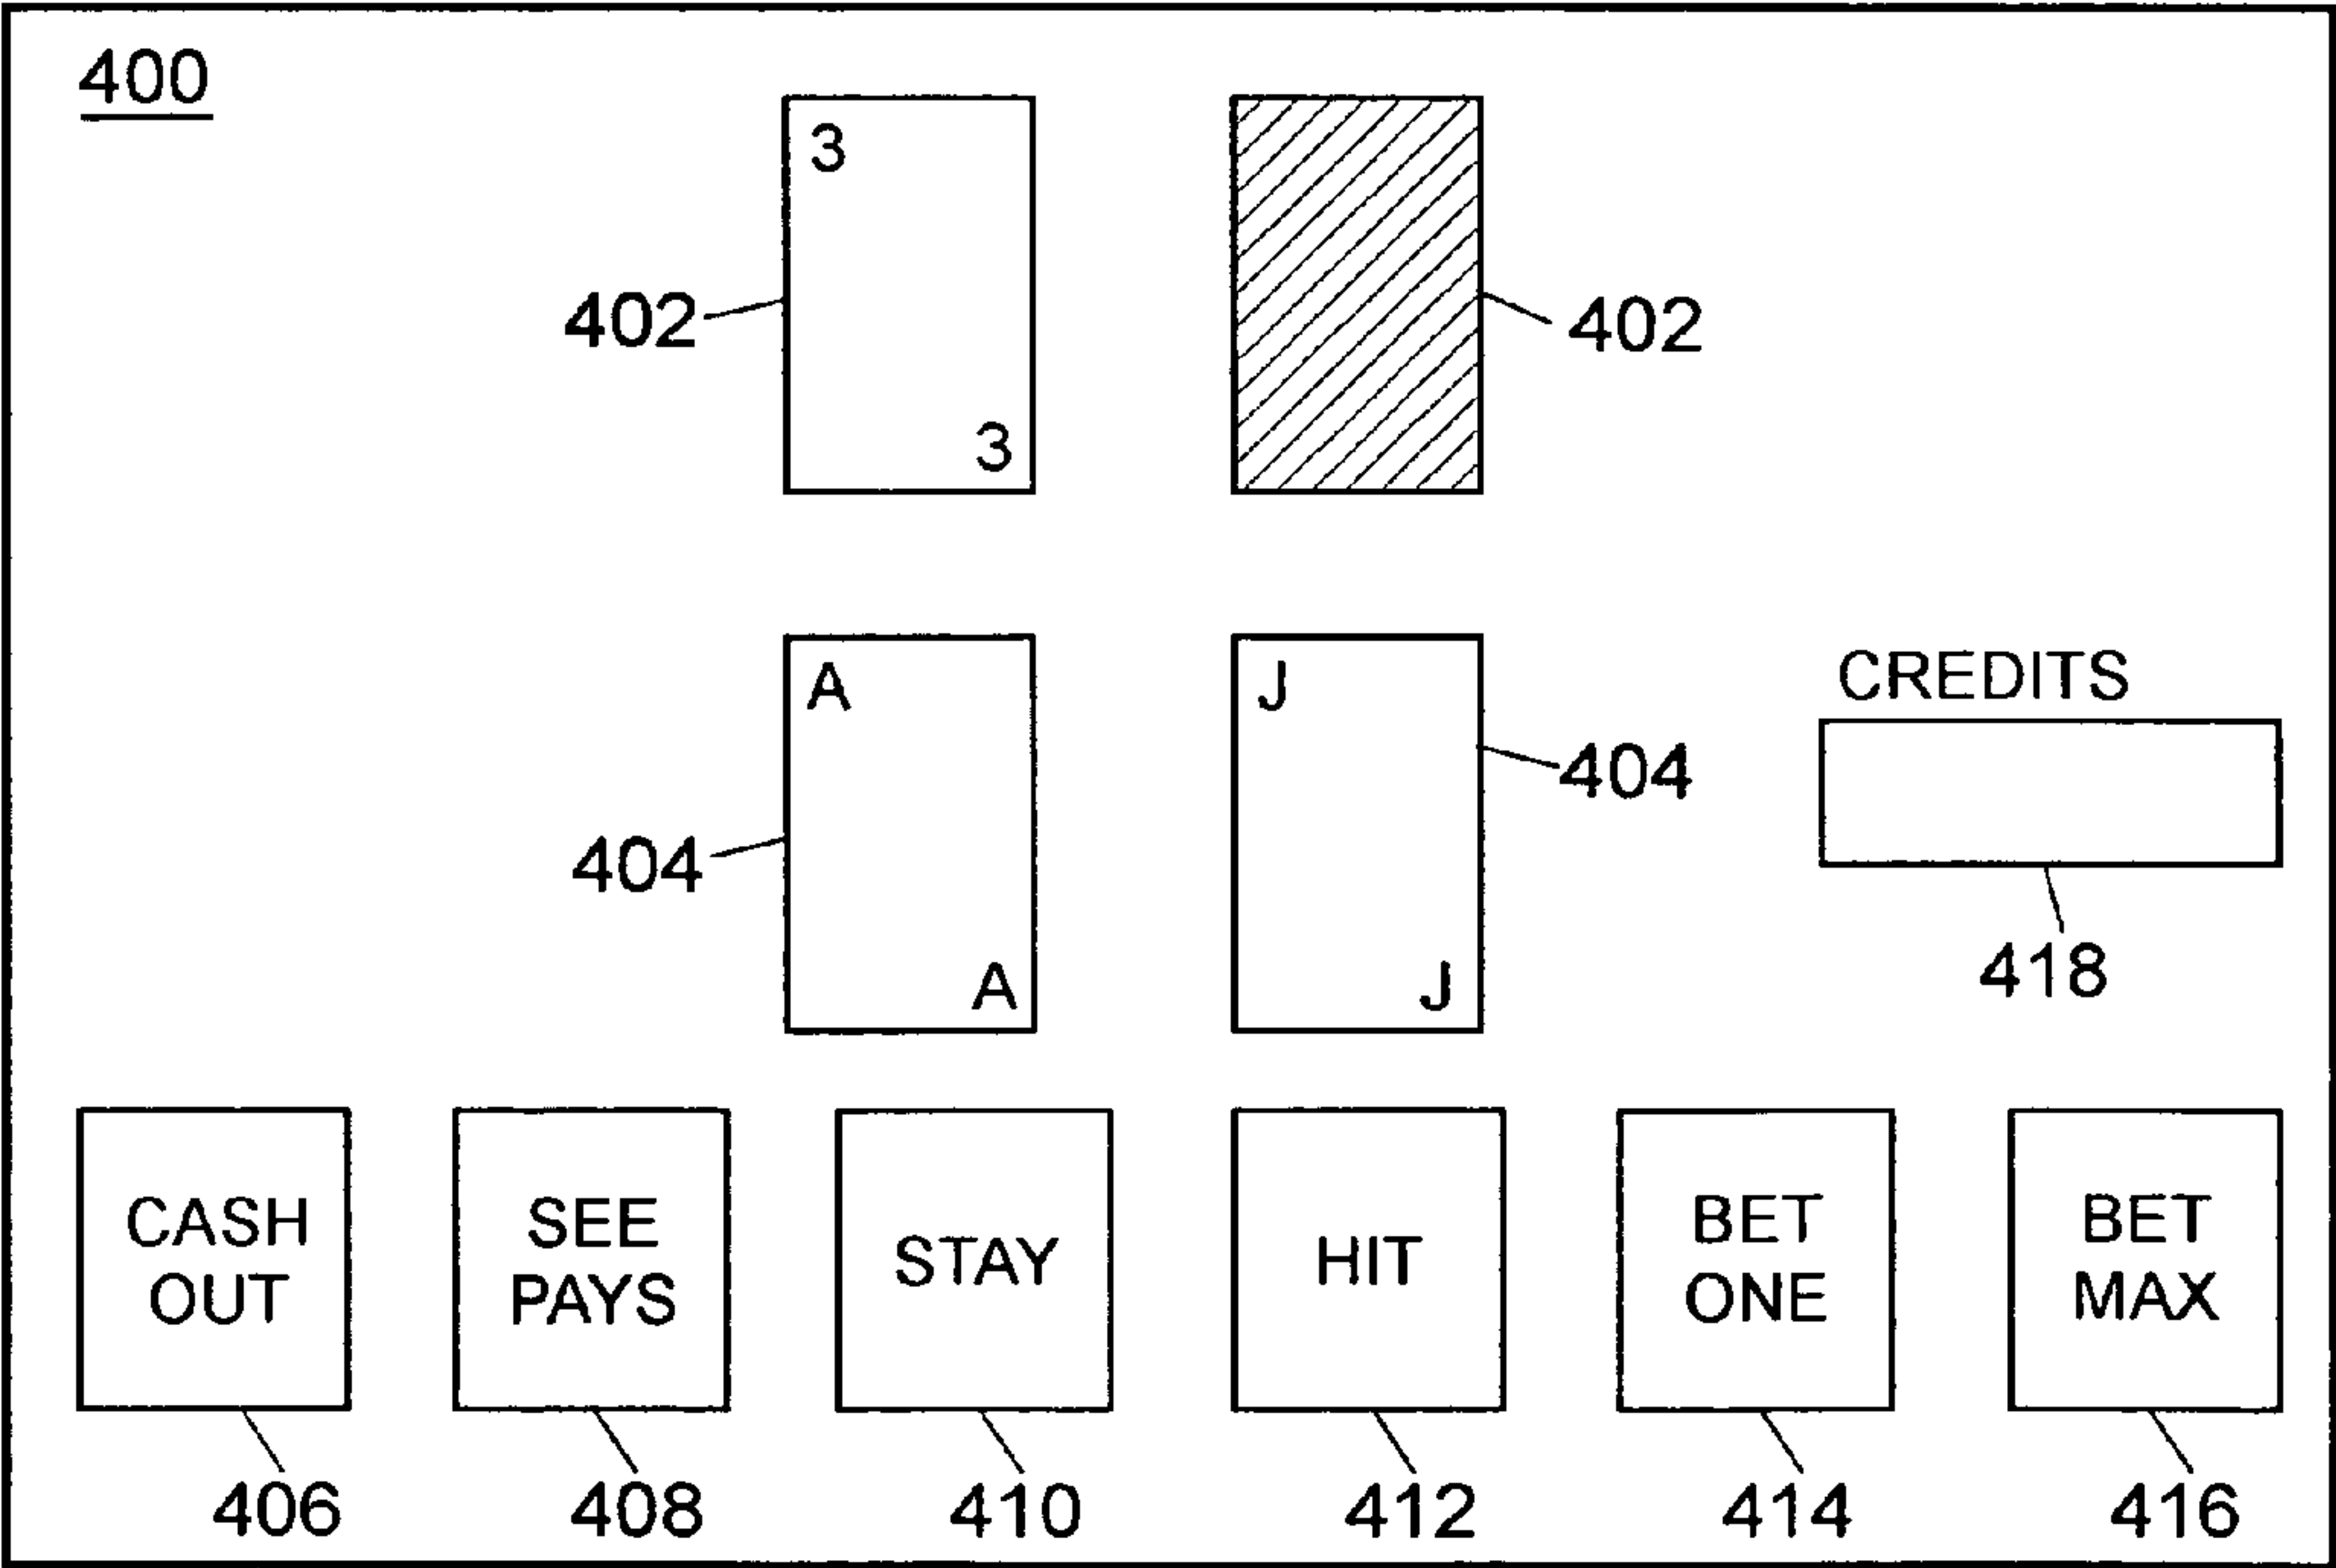 400
3
3
402
402
A
A
J
J
404
404
CREDITS
418
CASH
OUT
SEE
PAYS
STAY
HIT
BET
ONE
BET
MAX
406
408
410
412
414
416